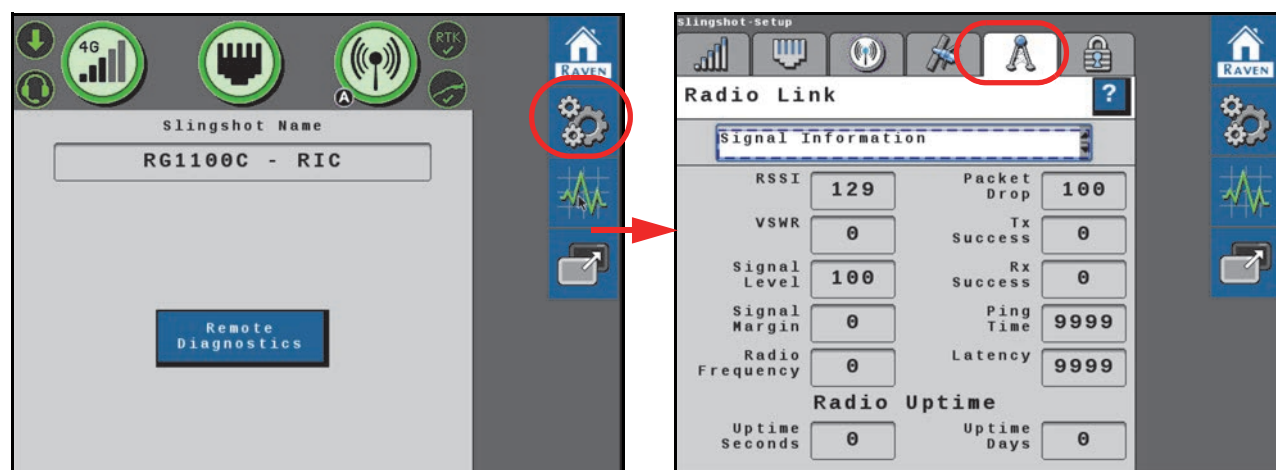 4G
RTK
A
RAVEN
Slingshot Name
RG1100C - RIC
Remote
Diagnostics
Slingshot-Setup
RAVEN
Radio Link
?
Signal Information
RSSI
129
Packet
Drop
100
VSWR
0
Tx
Success
0
Signal
Level
100
Rx
Success
0
Signal
Margin
0
Ping
Time
9999
Radio
Frequency
0
Latency
9999
Radio Uptime
Uptime
Seconds
0
Uptime
Days
0